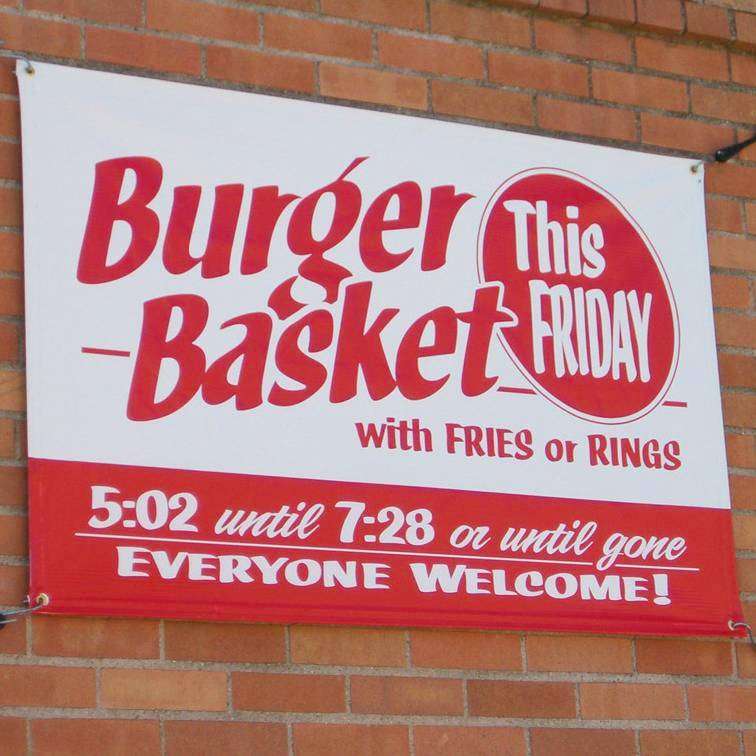 Burger
Basket
This
FRIDAY
with FRIES or RINGS
5:02 until 7:28 or until gone
EVERYONE WELCOME!